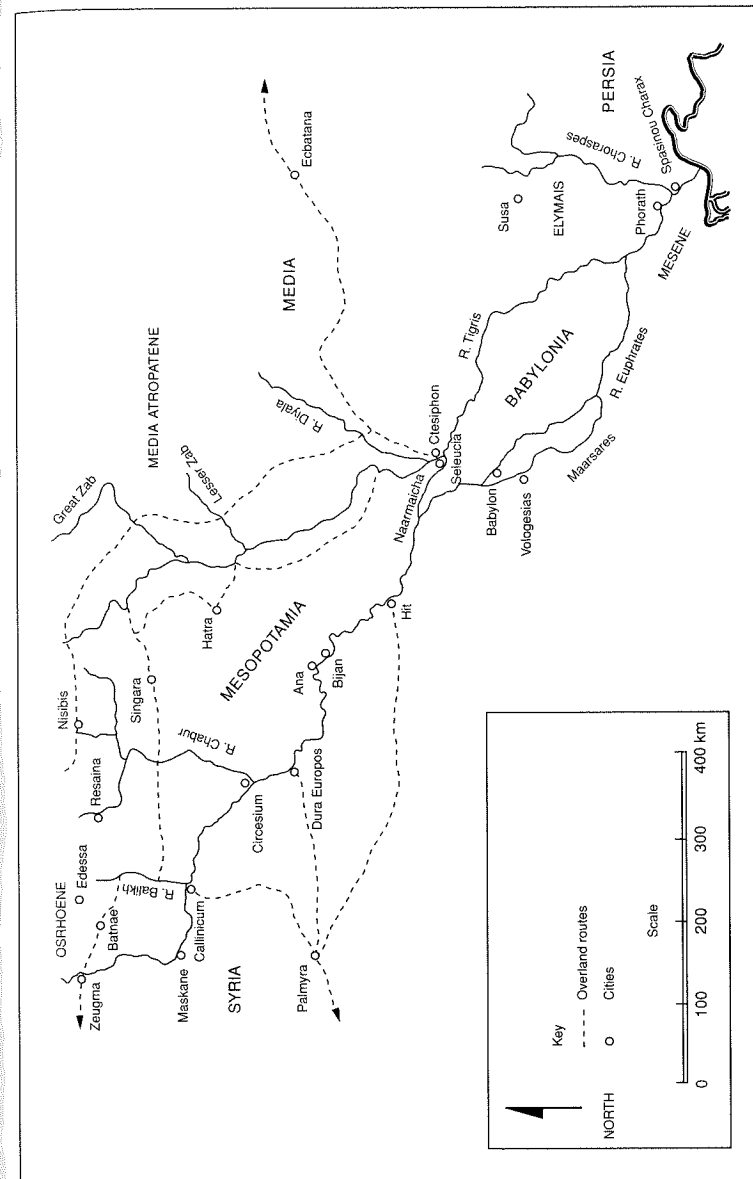 OSRHOENE
Edessa
Zeugma
Batnae
R. Balikh
Maskane
Callinicum
SYRIA
Palmyra
Resaina
Nisibis
Singara
R. Chabur
Circesium
Dura Europos
Hatra
MESOPOTAMIA
Ana
Bijan
Hit
Great Zab
Lesser Zab
MEDIA ATROPATENE
R. Diyala
MEDIA
Ecbatana
Naarmaicha
Ctesiphon
Seleucia
Babylon
Vologesias
Maarsares
R. Tigris
BABYLONIA
R. Euphrates
Susa
ELYMAIS
R. Choraspes
PERSIA
Phorath
Spasinou Charax
MESENE
Key
Overland routes
Cities
NORTH
0 100 200 300 400 km
Scale